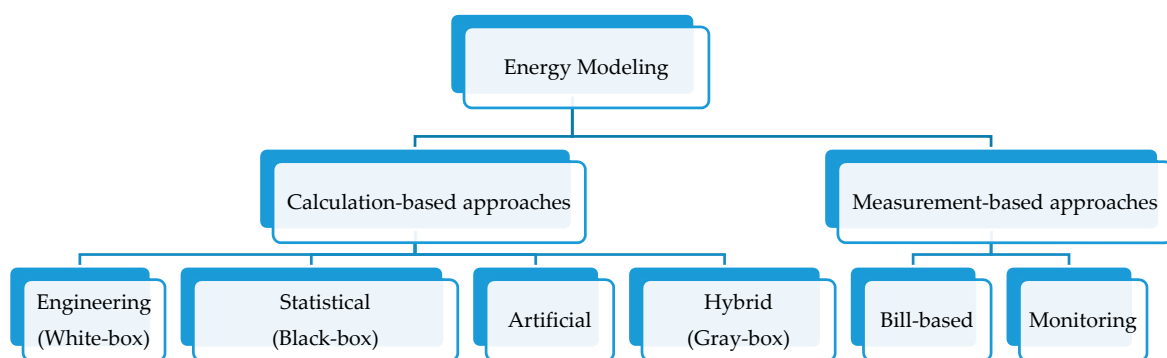 Energy Modeling
Calculation-based approaches
Measurement-based approaches
Engineering
(White-box)
Statistical
(Black-box)
Artificial
Hybrid
(Gray-box)
Bill-based
Monitoring